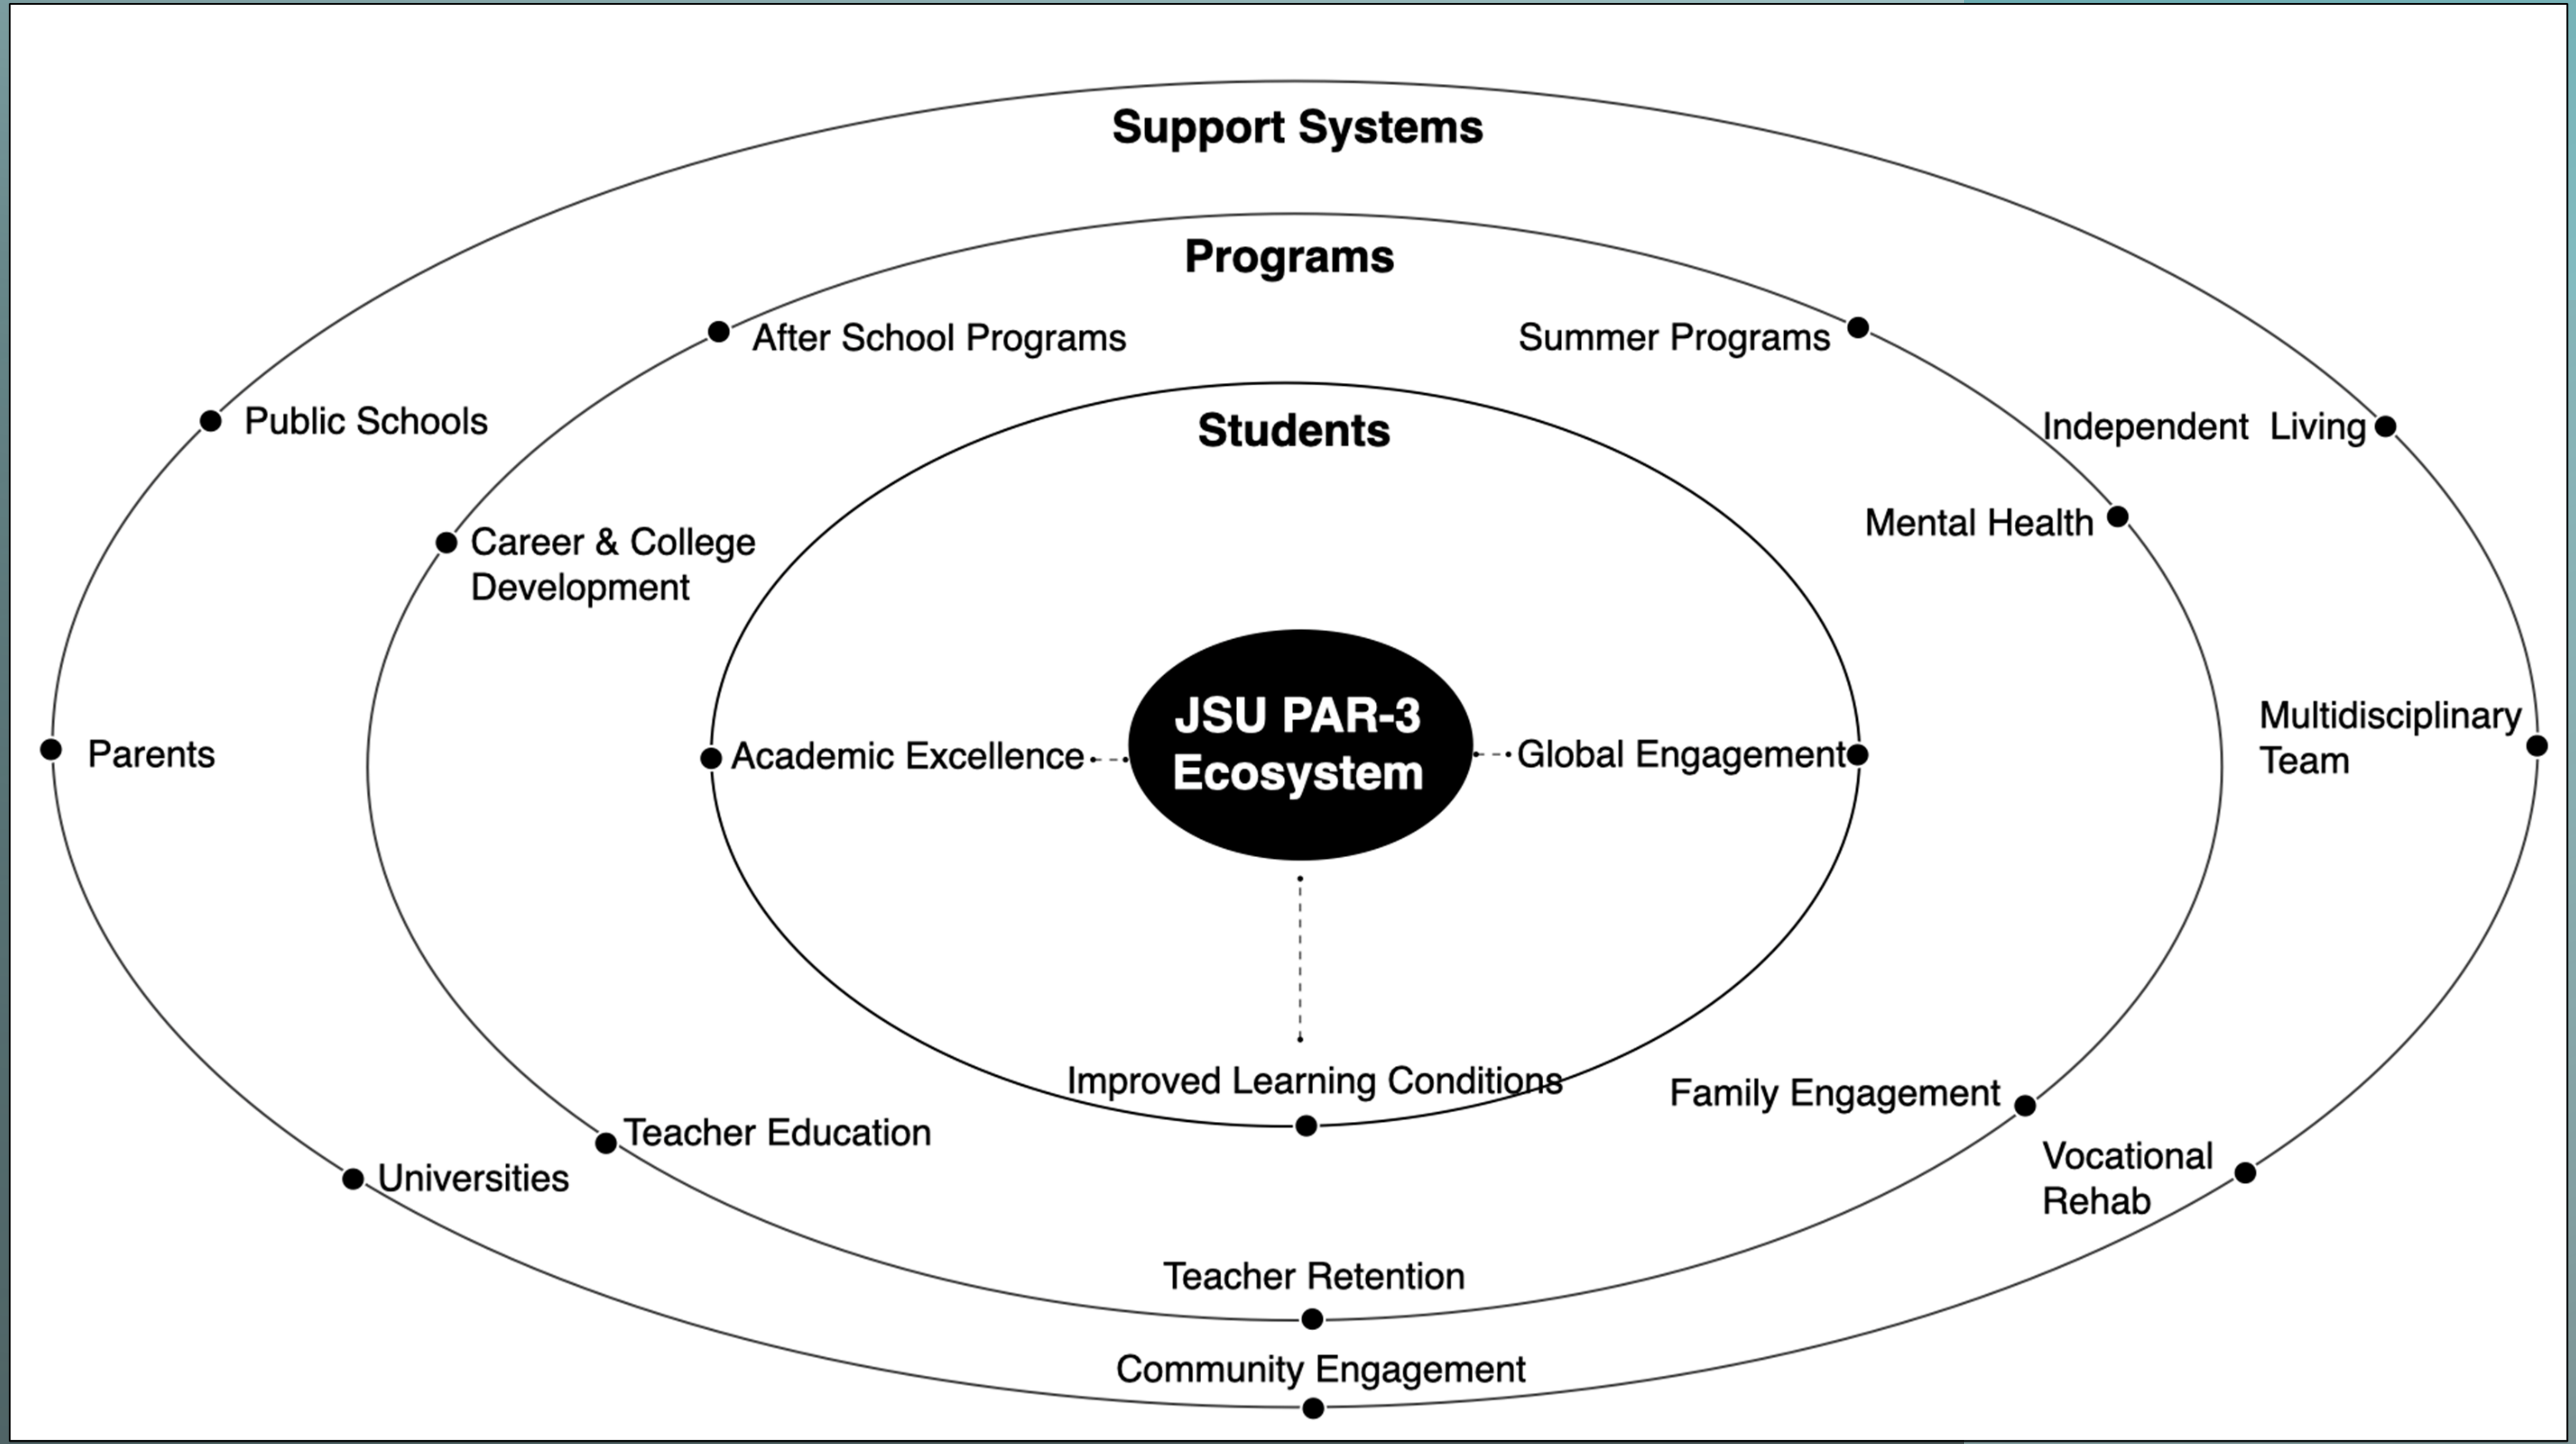 Support Systems
Programs
After School Programs
Summer Programs
Public Schools
Independent  Living
Students
Mental Health
Career & College
Development
JSU PAR-3
Ecosystem
Academic Excellence
Global Engagement
Parents
Multidisciplinary
Team
Improved Learning Conditions
Family Engagement
Teacher Education
Universities
Vocational
Rehab
Teacher Retention
Community Engagement